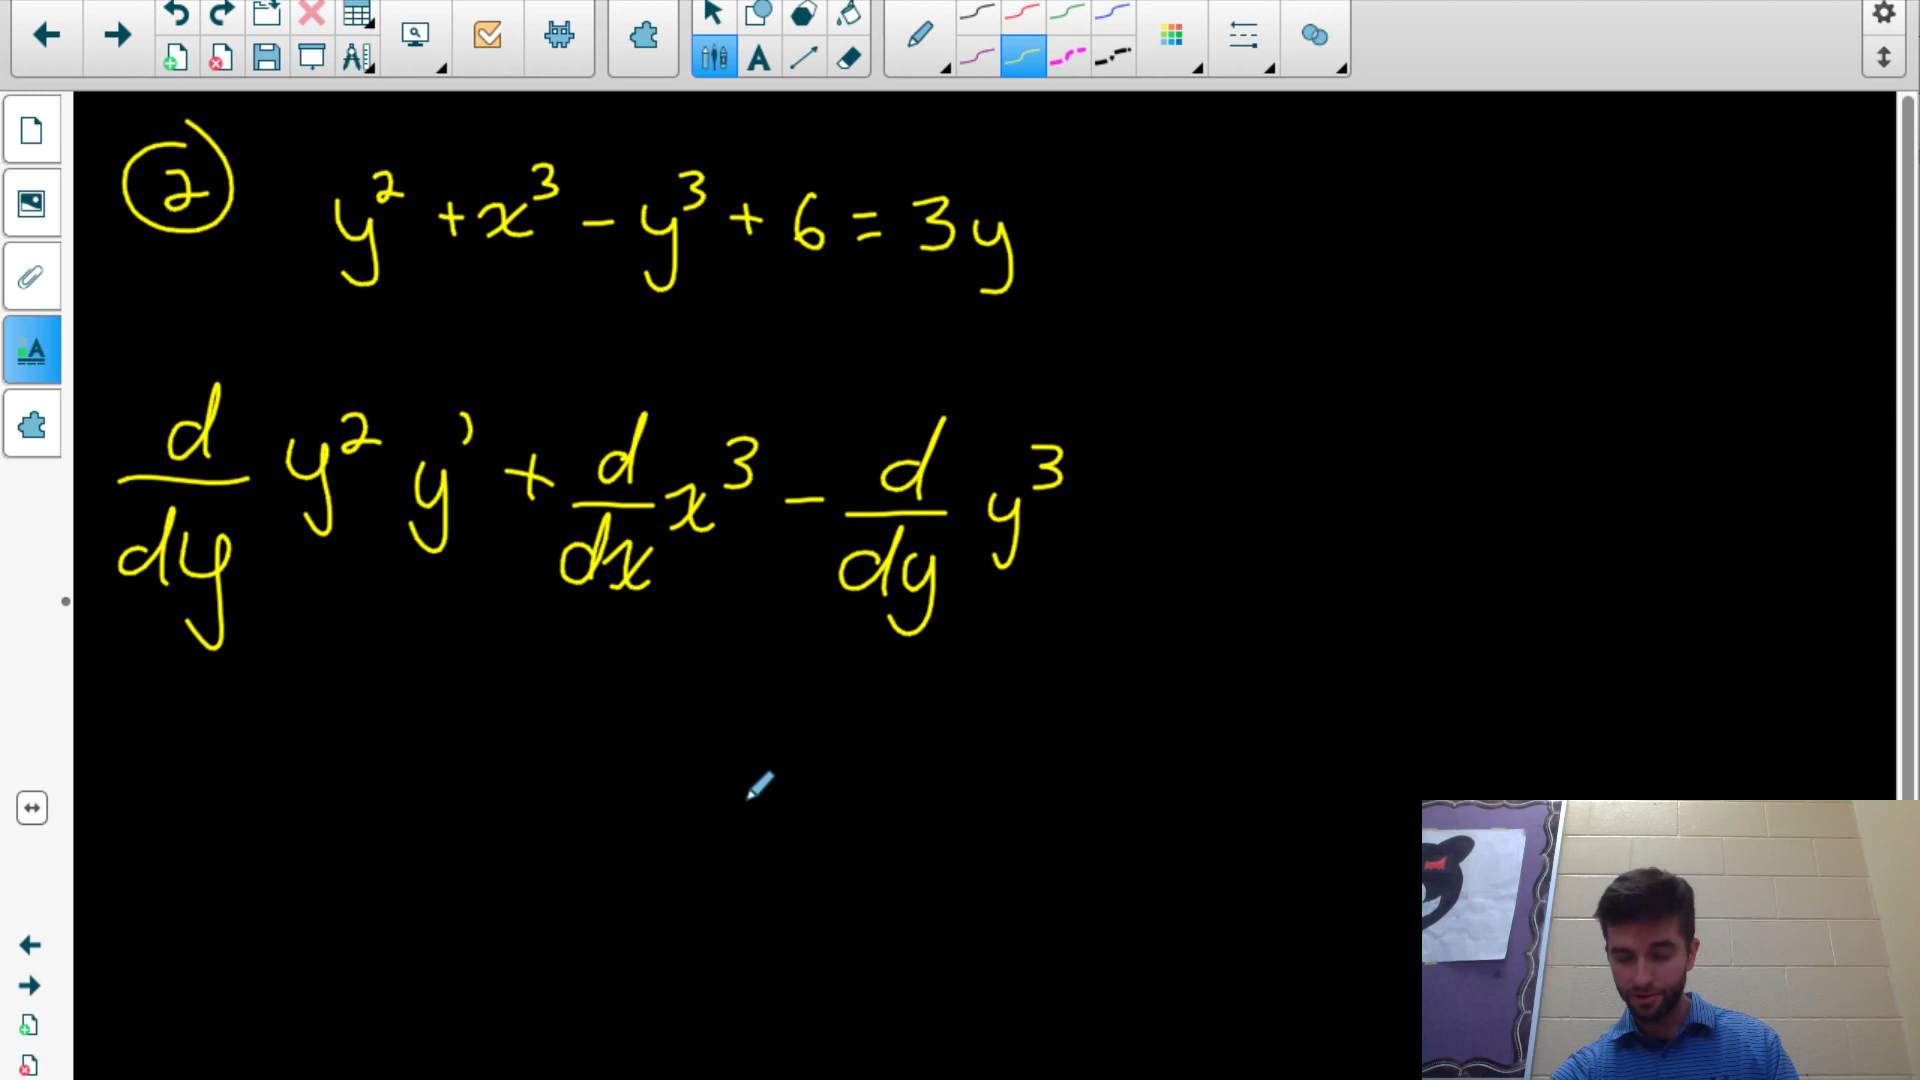 ② y² + x³ - y³ + 6 = 3y
d/dy y² y' + d/dx x³ - d/dy y³